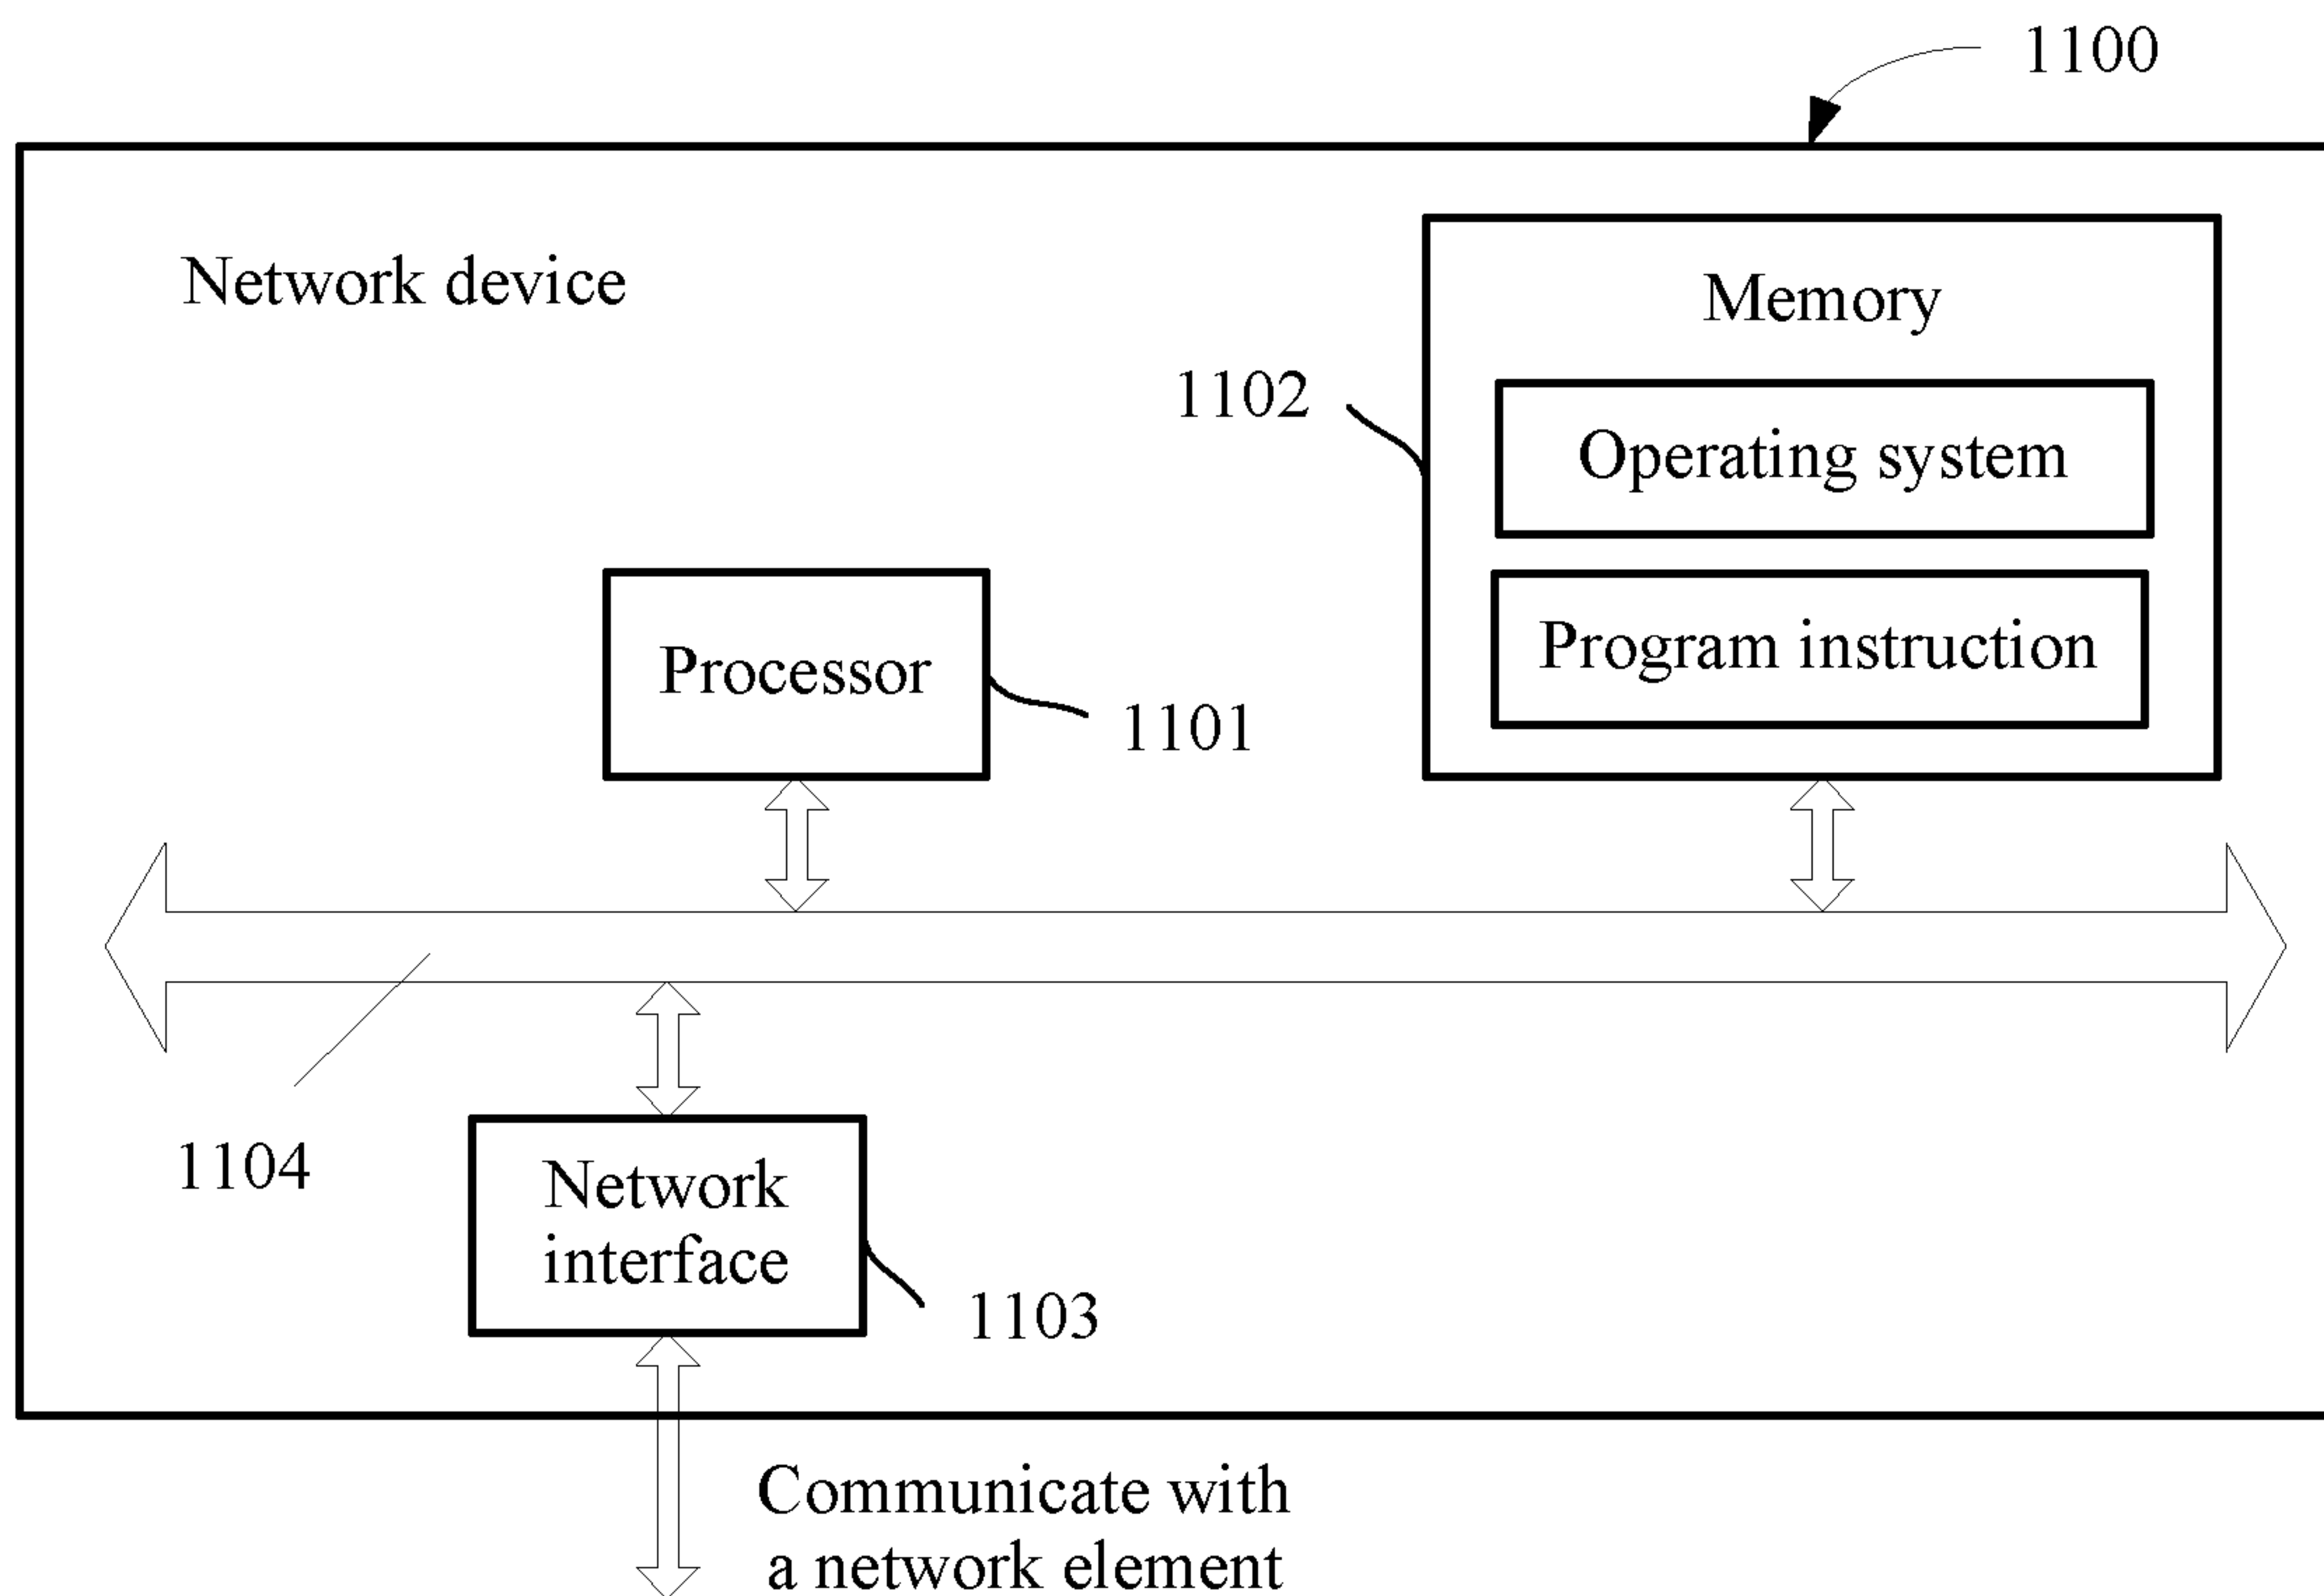 1100
Network device
Memory
1102
Operating system
Program instruction
Processor
1101
1104
Network
interface
1103
Communicate with
a network element